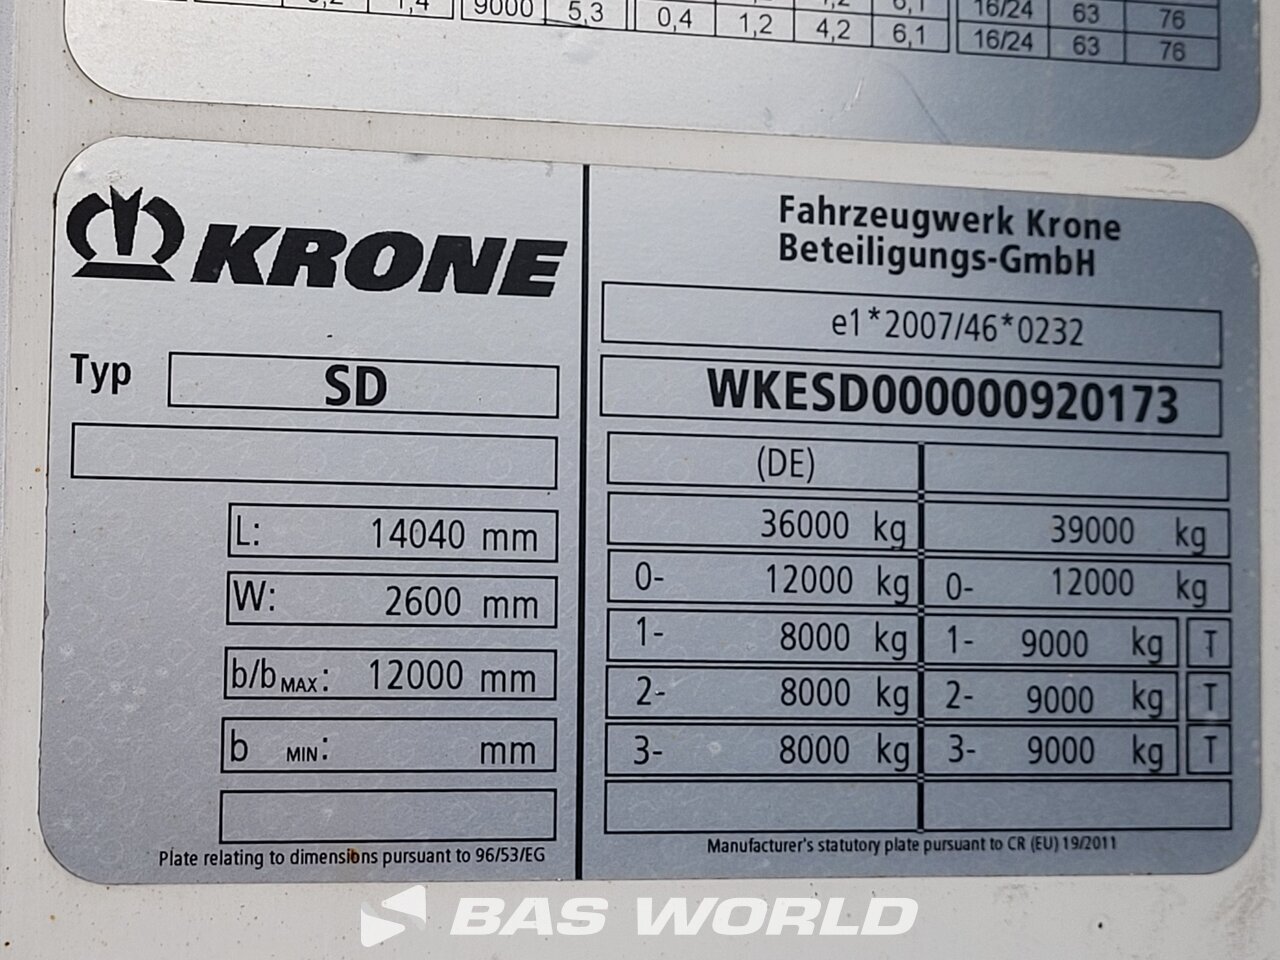 9000 5,3 0,4 1,2 4,2 6,1 16/24 63 76
16/24 63 76
KRONE
Fahrzeugwerk Krone
Beteiligungs-GmbH
e1*2007/46*0232
Typ SD
WKESD000000920173
(DE)
L: 14040 mm
W: 2600 mm
b/b MAX: 12000 mm
b MIN: mm
36000 kg 39000 kg
0- 12000 kg 0- 12000 kg
1- 8000 kg 1- 9000 kg T
2- 8000 kg 2- 9000 kg T
3- 8000 kg 3- 9000 kg T
Plate relating to dimensions pursuant to 96/53/EG
Manufacturer's statutory plate pursuant to CR (EU) 19/2011
BAS WORLD